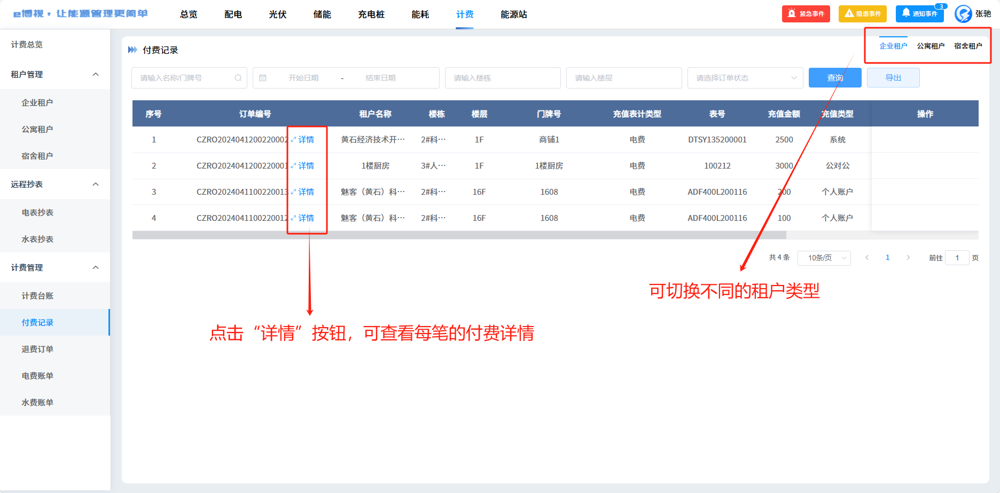 e博视，让能源管理更简单
总览 配电 光伏 储能 充电桩 能耗 计费 能源站
紧急事件 隐患事件 通知事件 3 张驰
计费总览
租户管理
企业租户
公寓租户
宿舍租户
远程抄表
电表抄表
水表抄表
计费管理
计费台账
付费记录
退费订单
电费账单
水费账单
付费记录
企业租户 公寓租户 宿舍租户
请输入名称/门牌号 开始日期 - 结束日期 请输入楼栋 请输入楼层 请选择订单状态 查询 导出
序号 订单编号 租户名称 楼栋 楼层 门牌号 充值表计类型 表号 充值金额 充值类型 操作
1 CZRO2024041200220002 详情 黄石经济技术开… 2#科… 1F 商铺1 电费 DTSY135200001 2500 系统
2 CZRO2024041200220001 详情 1楼厨房 3#人… 1F 1楼厨房 电费 100212 3000 公对公
3 CZRO2024041100220013 详情 魅客（黄石）科… 2#科… 16F 1608 电费 ADF400L200116 200 个人账户
4 CZRO2024041100220012 详情 魅客（黄石）科… 2#科… 16F 1608 电费 ADF400L200116 100 个人账户
共 4 条 10条/页 1 前往 1 页
可切换不同的租户类型
点击“详情”按钮，可查看每笔的付费详情